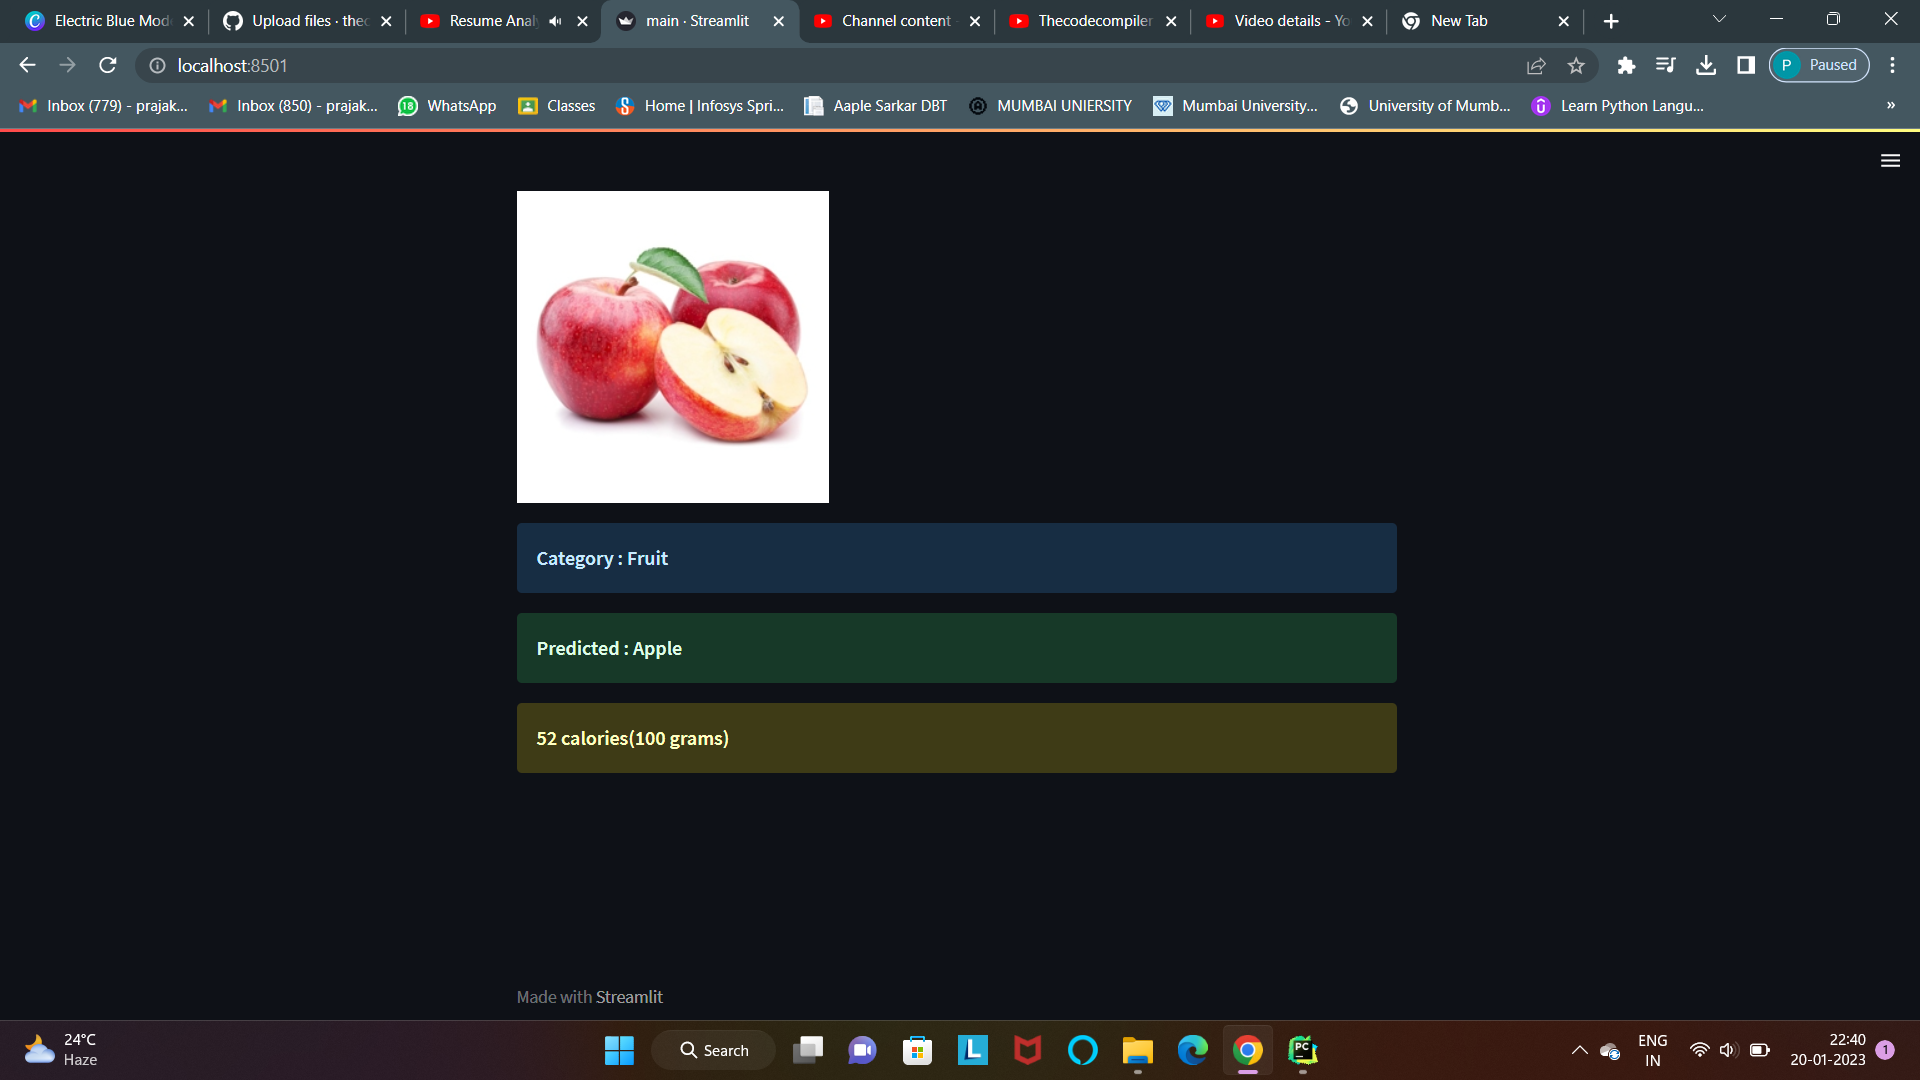 Electric Blue Mod
Upload files · thec
Resume Anal
main · Streamlit
Channel content
Thecodecompiler
Video details - Yo
New Tab
localhost:8501
P Paused
Inbox (779) - prajak...
Inbox (850) - prajak...
18 WhatsApp
Classes
Home | Infosys Spri...
Aaple Sarkar DBT
MUMBAI UNIERSITY
Mumbai University...
University of Mumb...
Learn Python Langu...
»
Category : Fruit
Predicted : Apple
52 calories(100 grams)
Made with Streamlit
24°C
Haze
Search
L
PC
ENG
IN
22:40
20-01-2023
1